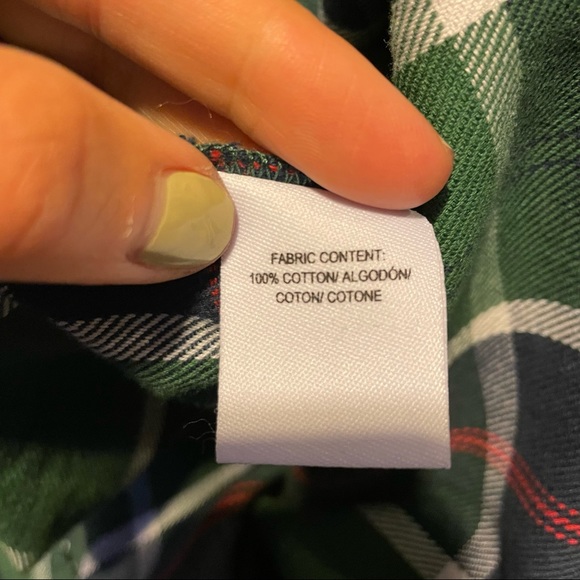 FABRIC CONTENT:
100% COTTON/ ALGODÓN/
COTON/ COTONE